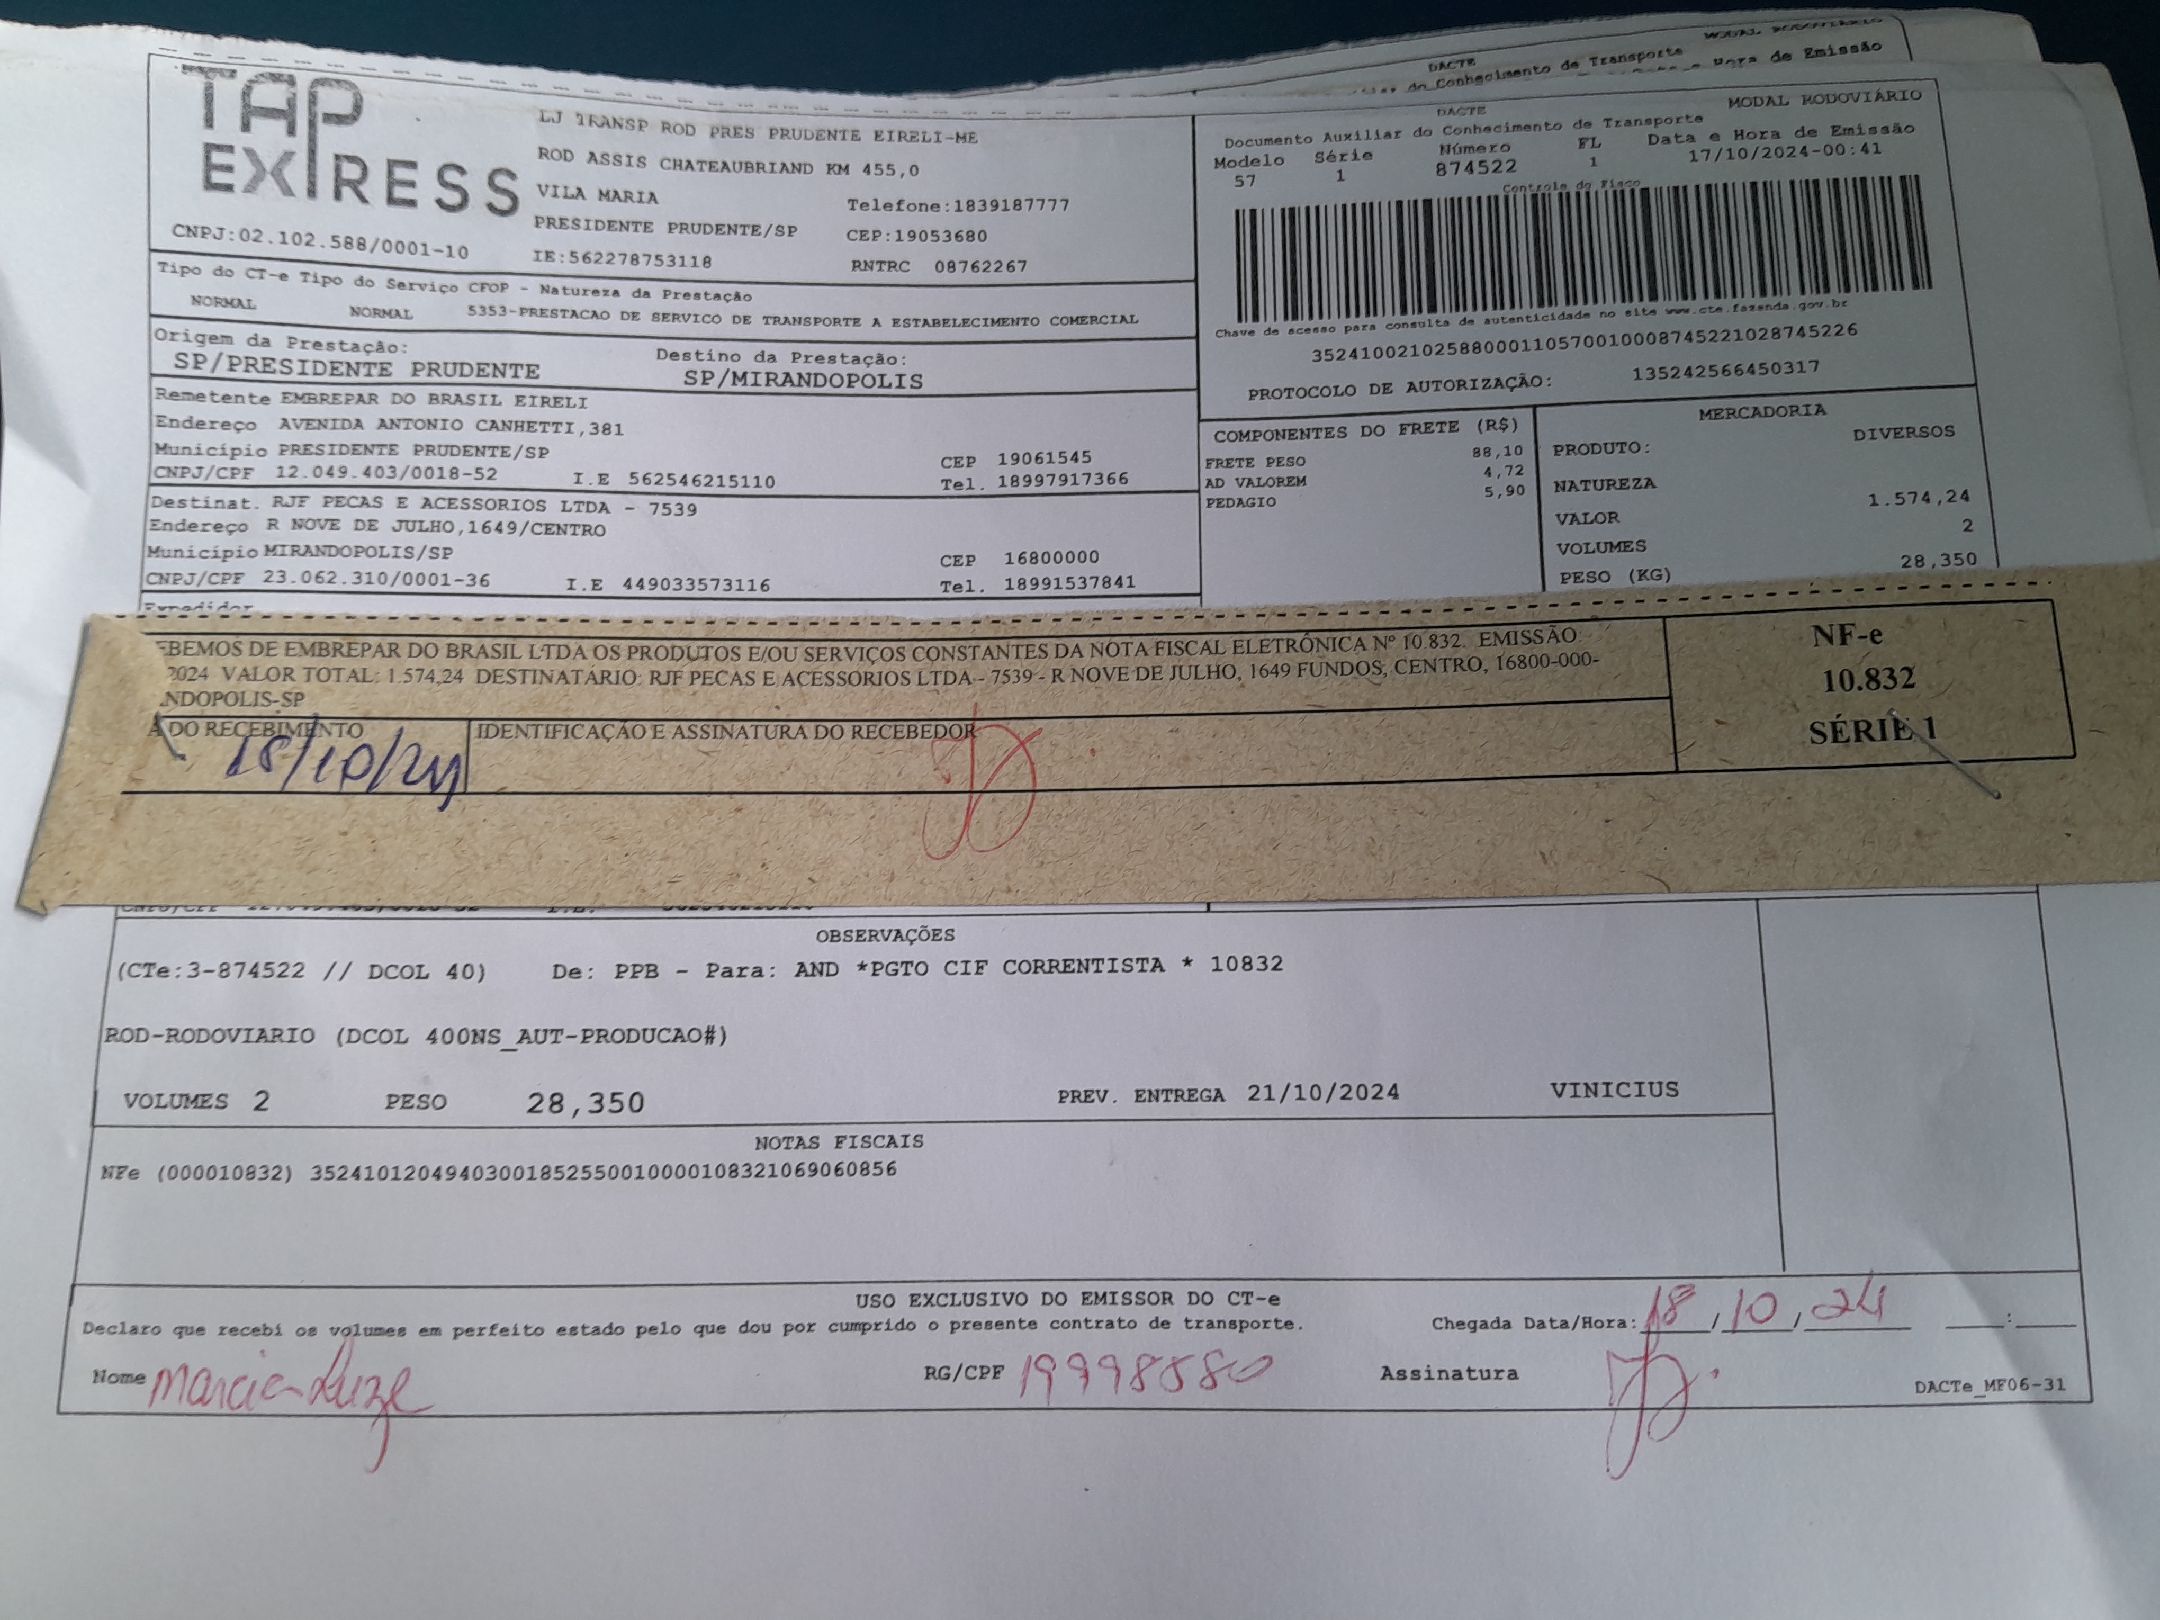 TAP
EXPRESS
CNPJ:02.102.588/0001-10
LJ TRANSP ROD PRES PRUDENTE EIRELI-ME
ROD ASSIS CHATEAUBRIAND KM 455,0
VILA MARIA Telefone:1839187777
PRESIDENTE PRUDENTE/SP CEP:19053680
IE:562278753118 RNTRC 08762267
DACTE MODAL RODOVIÁRIO
Documento Auxiliar do Conhecimento de Transporte
Modelo Série Número FL Data e Hora de Emissão
57 1 874522 1 17/10/2024-00:41
Controle do Fisco
Chave de acesso para consulta de autenticidade no site www.cte.fazenda.gov.br
35241002102588000110570010008745221028745226
PROTOCOLO DE AUTORIZAÇÃO: 135242566450317
Tipo do CT-e Tipo do Serviço CFOP - Natureza da Prestação
NORMAL NORMAL 5353-PRESTACAO DE SERVICO DE TRANSPORTE A ESTABELECIMENTO COMERCIAL
Origem da Prestação: Destino da Prestação:
SP/PRESIDENTE PRUDENTE SP/MIRANDOPOLIS
Remetente EMBREPAR DO BRASIL EIRELI
Endereço AVENIDA ANTONIO CANHETTI,381
Município PRESIDENTE PRUDENTE/SP CEP 19061545
CNPJ/CPF 12.049.403/0018-52 I.E 562546215110 Tel. 18997917366
Destinat. RJF PECAS E ACESSORIOS LTDA - 7539
Endereço R NOVE DE JULHO,1649/CENTRO
Município MIRANDOPOLIS/SP CEP 16800000
CNPJ/CPF 23.062.310/0001-36 I.E 449033573116 Tel. 18991537841
Expedidor
COMPONENTES DO FRETE (R$)
FRETE PESO 88,10
AD VALOREM 4,72
PEDAGIO 5,90
MERCADORIA
PRODUTO: DIVERSOS
NATUREZA
VALOR 1.574,24
VOLUMES 2
PESO (KG) 28,350
EBEMOS DE EMBREPAR DO BRASIL LTDA OS PRODUTOS E/OU SERVIÇOS CONSTANTES DA NOTA FISCAL ELETRÔNICA Nº 10.832. EMISSÃO:
2024 VALOR TOTAL: 1.574,24 DESTINATÁRIO: RJF PECAS E ACESSORIOS LTDA - 7539 - R NOVE DE JULHO, 1649 FUNDOS, CENTRO, 16800-000-
NDOPOLIS-SP
A DO RECEBIMENTO IDENTIFICAÇÃO E ASSINATURA DO RECEBEDOR
18/10/24
NF-e
10.832
SÉRIE 1
OBSERVAÇÕES
(CTe:3-874522 // DCOL 40) De: PPB - Para: AND *PGTO CIF CORRENTISTA * 10832
ROD-RODOVIARIO (DCOL 400NS_AUT-PRODUCAO#)
VOLUMES 2 PESO 28,350 PREV. ENTREGA 21/10/2024 VINICIUS
NOTAS FISCAIS
NFe (000010832) 35241012049403001852550010000108321069060856
USO EXCLUSIVO DO EMISSOR DO CT-e
Declaro que recebi os volumes em perfeito estado pelo que dou por cumprido o presente contrato de transporte. Chegada Data/Hora: 18/10/24 :
Nome Marcia Luze RG/CPF 19998580 Assinatura
DACTe_MF06-31